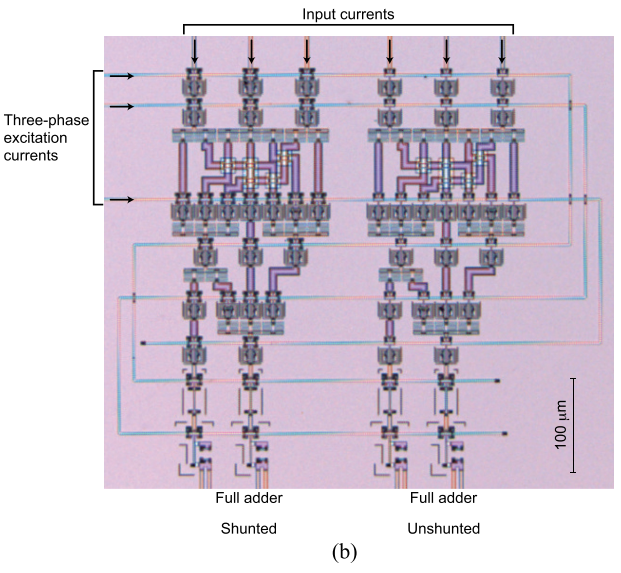 Input currents
Three-phase
excitation
currents
100 μm
Full adder
Full adder
Shunted
Unshunted
(b)